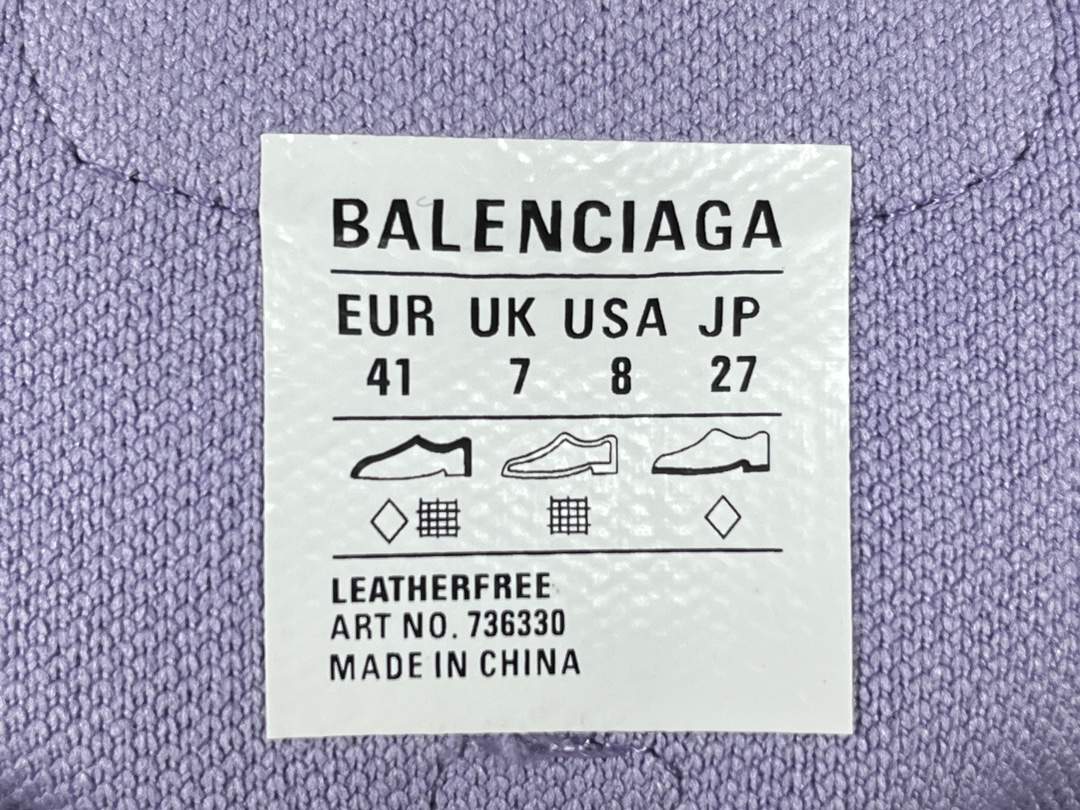 BALENCIAGA
EUR UK USA JP
41 7 8 27
LEATHERFREE
ART NO. 736330
MADE IN CHINA